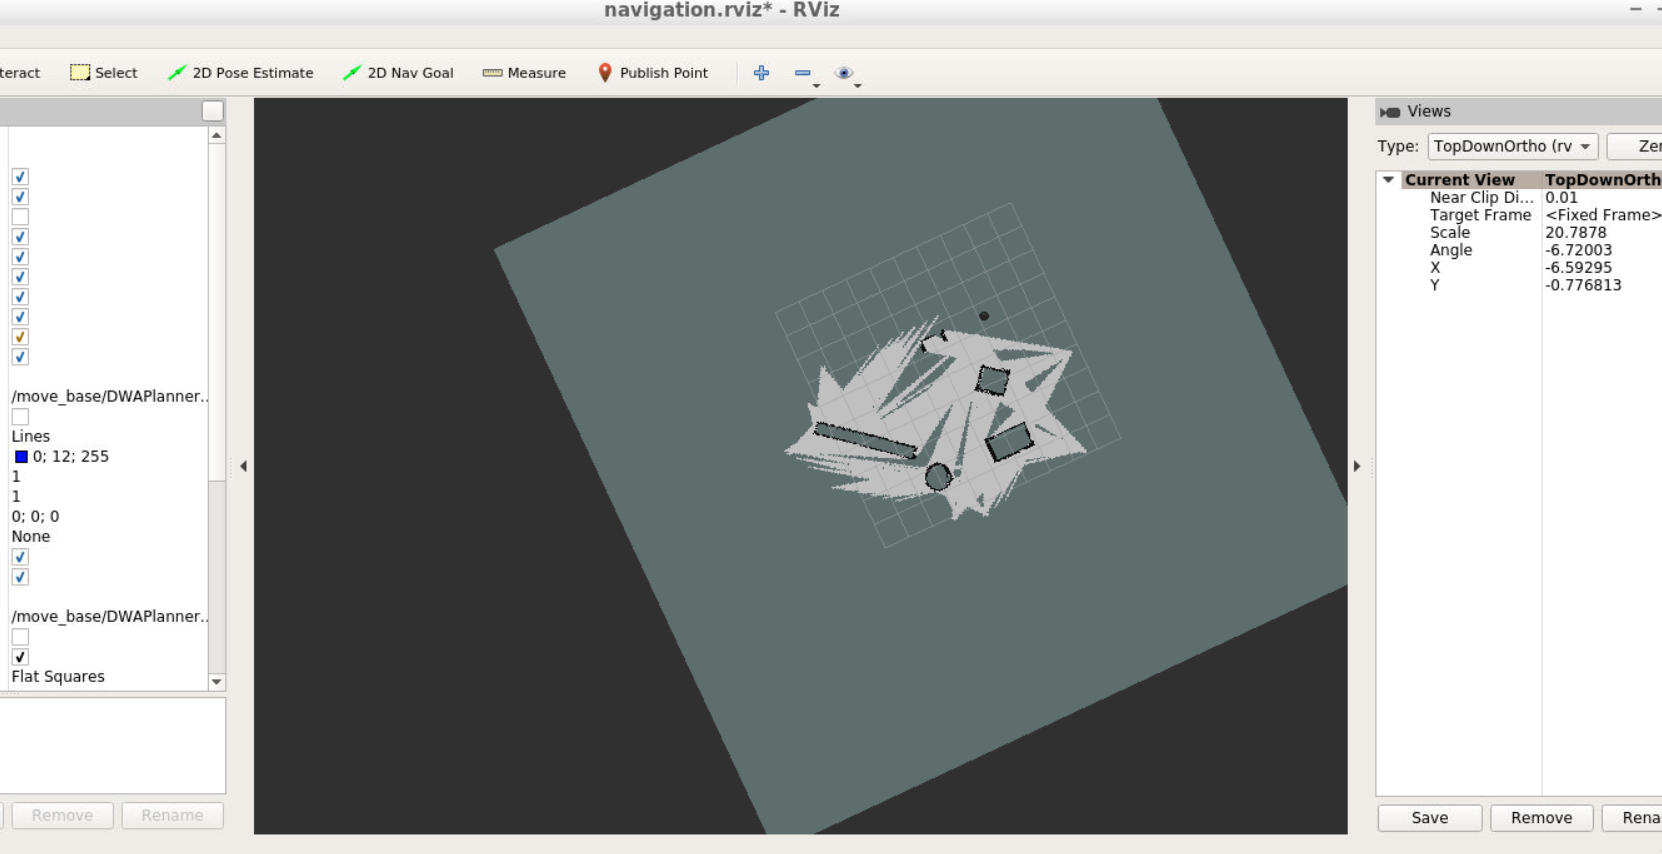 navigation.rviz* - RViz
teract Select 2D Pose Estimate 2D Nav Goal Measure Publish Point
/move_base/DWAPlanner..
Lines
0; 12; 255
1
1
0; 0; 0
None
/move_base/DWAPlanner..
Flat Squares
Remove Rename
Views
Type: TopDownOrtho (rv Zer
Current View TopDownOrth
Near Clip Di... 0.01
Target Frame <Fixed Frame>
Scale 20.7878
Angle -6.72003
X -6.59295
Y -0.776813
Save Remove Rena